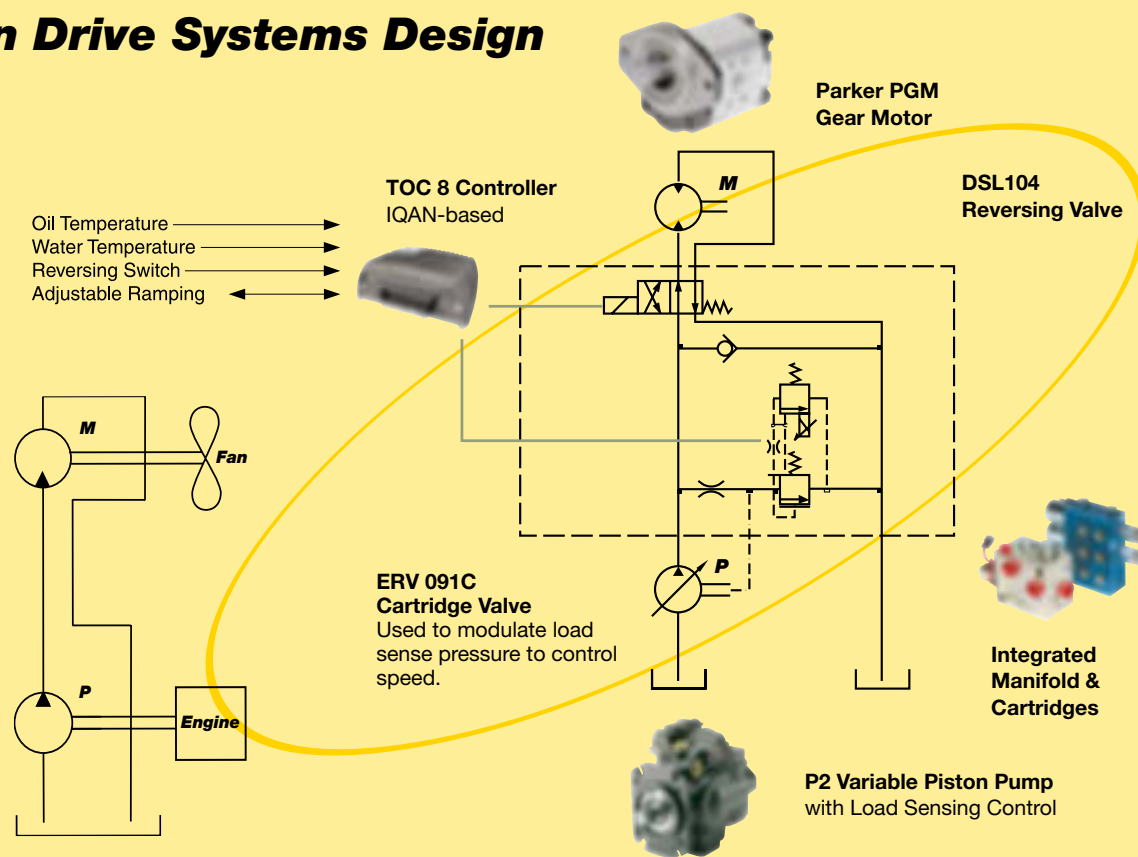 n Drive Systems Design
Parker PGM
Gear Motor
TOC 8 Controller
IQAN-based
DSL104
Reversing Valve
Oil Temperature
Water Temperature
Reversing Switch
Adjustable Ramping
M
M
Fan
P
Engine
P
ERV 091C
Cartridge Valve
Used to modulate load
sense pressure to control
speed.
Integrated
Manifold &
Cartridges
P2 Variable Piston Pump
with Load Sensing Control